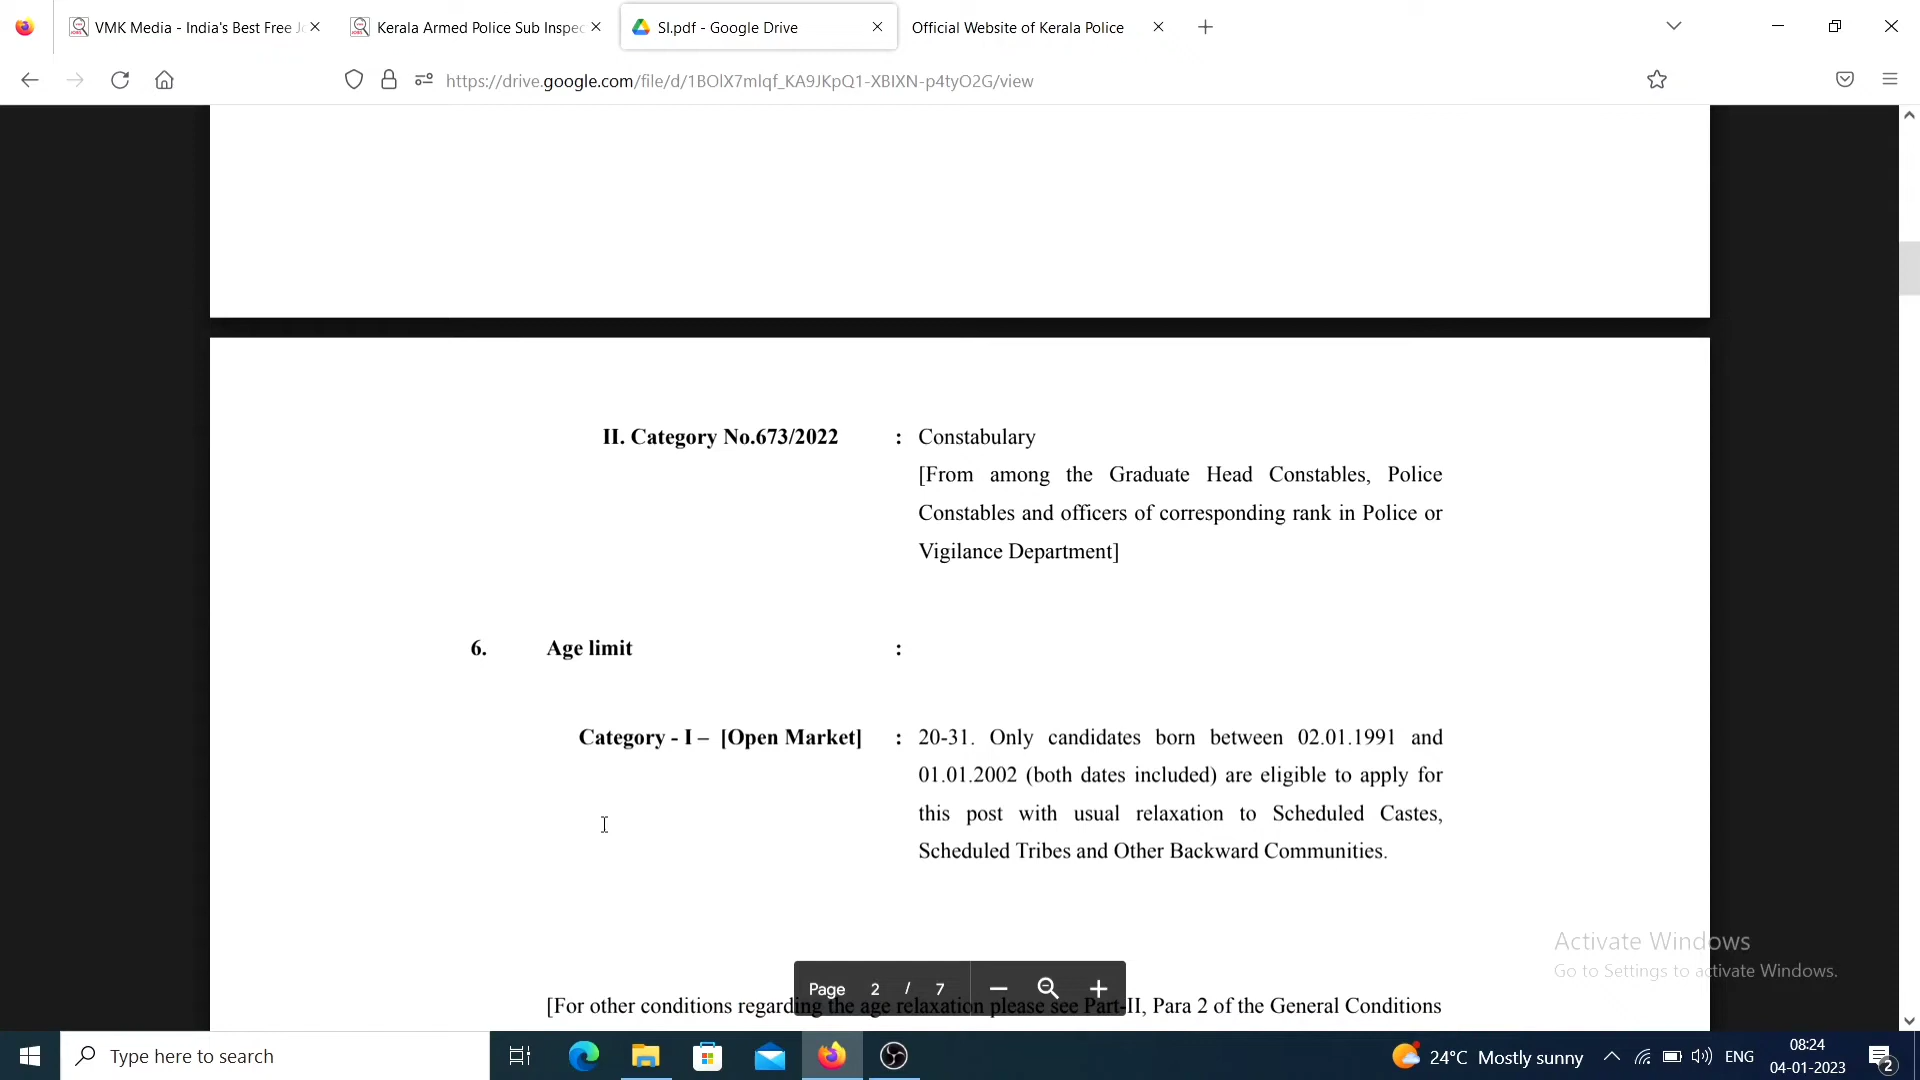 VMK Media - India's Best Free Jo
Kerala Armed Police Sub Inspec
SI.pdf - Google Drive
Official Website of Kerala Police
https://drive.google.com/file/d/1BOlX7mlqf_KA9JKpQ1-XBIXN-p4tyO2G/view
II. Category No.673/2022 : Constabulary
[From among the Graduate Head Constables, Police
Constables and officers of corresponding rank in Police or
Vigilance Department]
6. Age limit :
Category - I – [Open Market] : 20-31. Only candidates born between 02.01.1991 and
01.01.2002 (both dates included) are eligible to apply for
this post with usual relaxation to Scheduled Castes,
Scheduled Tribes and Other Backward Communities.
Activate Windows
Go to Settings to activate Windows.
Page 2 / 7
[For other conditions regarding the age relaxation please see Part-II, Para 2 of the General Conditions
Type here to search
24°C Mostly sunny
ENG
08:24
04-01-2023
2